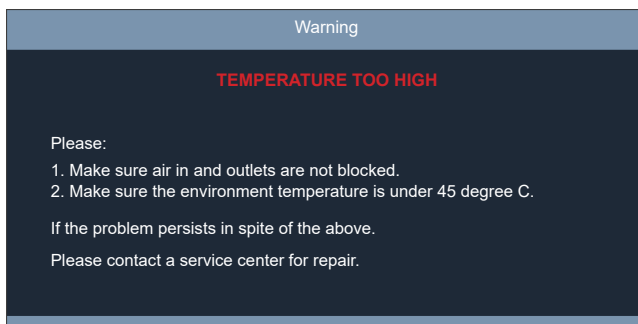 Warning
TEMPERATURE TOO HIGH
Please:
1. Make sure air in and outlets are not blocked.
2. Make sure the environment temperature is under 45 degree C.
If the problem persists in spite of the above.
Please contact a service center for repair.